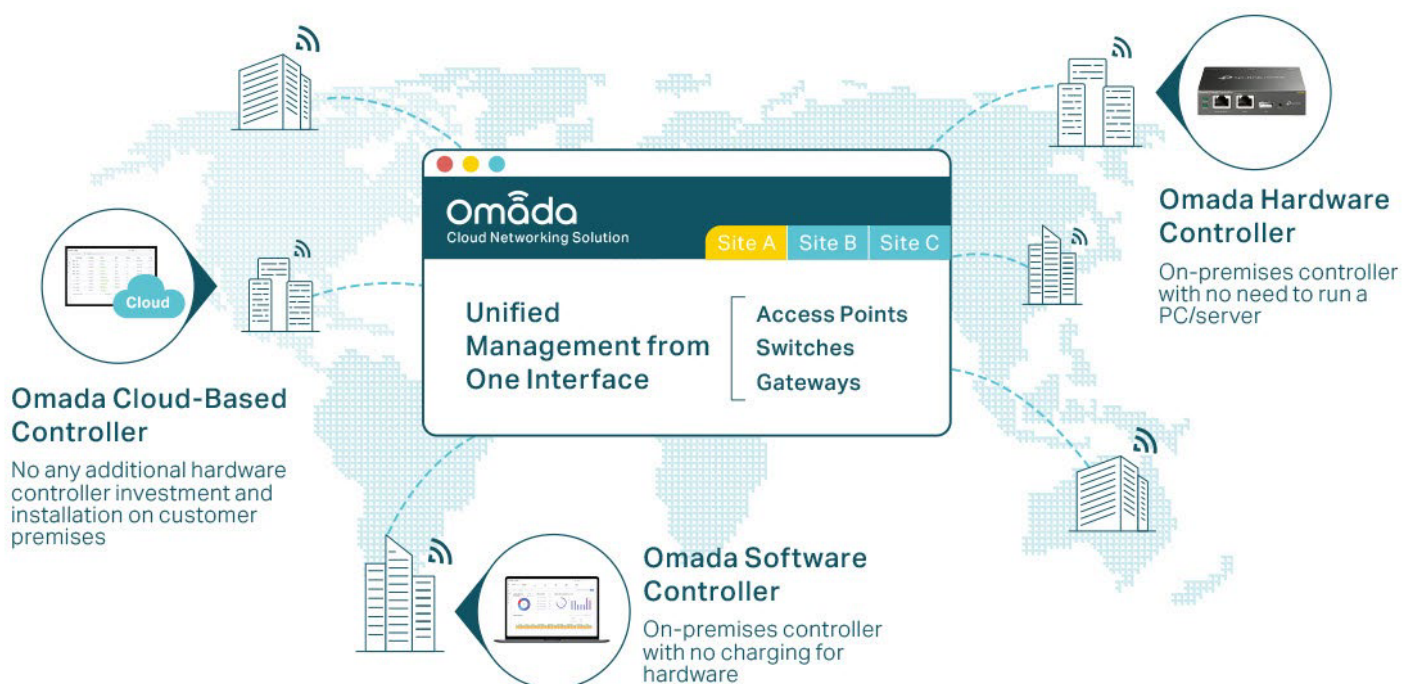 Omada
Cloud Networking Solution
Site A
Site B
Site C
Unified
Management from
One Interface
Access Points
Switches
Gateways
Cloud
Omada Cloud-Based
Controller
No any additional hardware
controller investment and
installation on customer
premises
Omada Hardware
Controller
On-premises controller
with no need to run a
PC/server
Omada Software
Controller
On-premises controller
with no charging for
hardware